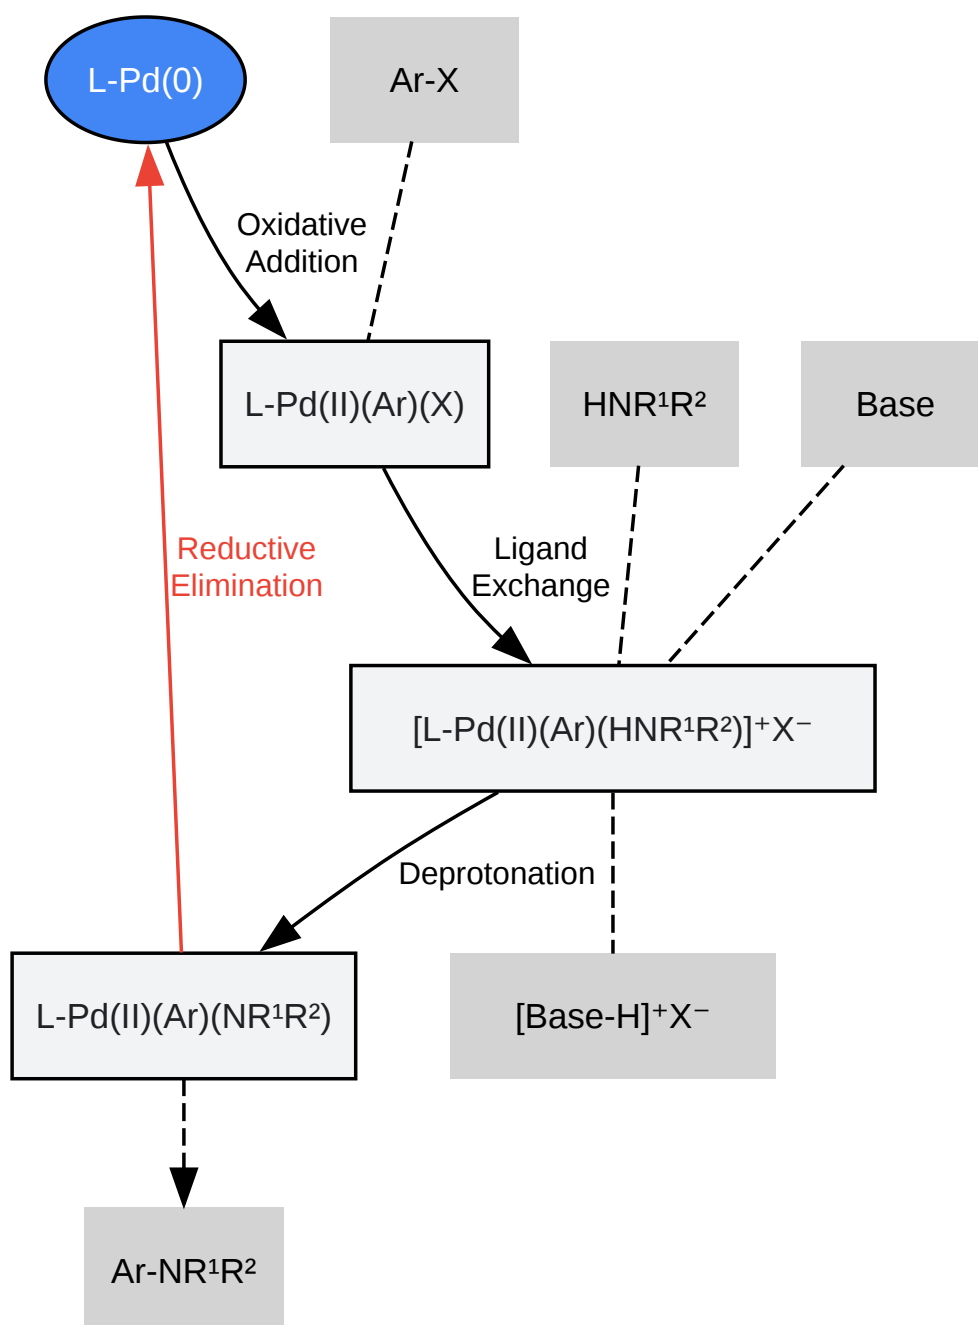 L-Pd(0)
Ar-X
Oxidative
Addition
L-Pd(II)(Ar)(X)
HNR¹R²
Base
Reductive
Elimination
Ligand
Exchange
[L-Pd(II)(Ar)(HNR¹R²)]⁺X⁻
Deprotonation
L-Pd(II)(Ar)(NR¹R²)
[Base-H]⁺X⁻
Ar-NR¹R²